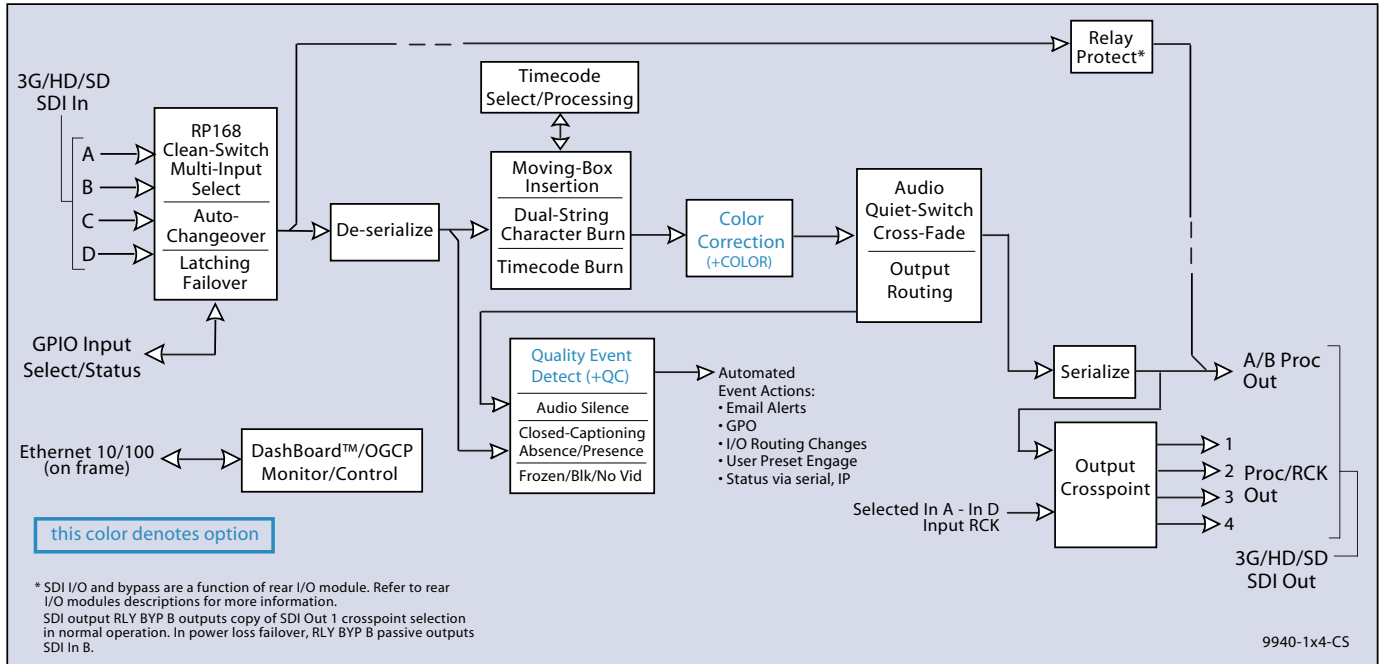 Relay
Protect*
3G/HD/SD
SDI In
Timecode
Select/Processing
A
B
C
D
RP168
Clean-Switch
Multi-Input
Select
Auto-
Changeover
Latching
Failover
De-serialize
Moving-Box
Insertion
Dual-String
Character Burn
Timecode Burn
Color
Correction
(+COLOR)
Audio
Quiet-Switch
Cross-Fade
Output
Routing
GPIO Input
Select/Status
Quality Event
Detect (+QC)
Audio Silence
Closed-Captioning
Absence/Presence
Frozen/Blk/No Vid
Automated
Event Actions:
• Email Alerts
• GPO
• I/O Routing Changes
• User Preset Engage
• Status via serial, IP
Serialize
A/B Proc
Out
Ethernet 10/100
(on frame)
DashBoard™/OGCP
Monitor/Control
Selected In A - In D
Input RCK
Output
Crosspoint
1
2
3
4
Proc/RCK
Out
3G/HD/SD
SDI Out
this color denotes option
* SDI I/O and bypass are a function of rear I/O module. Refer to rear
I/O modules descriptions for more information.
SDI output RLY BYP B outputs copy of SDI Out 1 crosspoint selection
in normal operation. In power loss failover, RLY BYP B passive outputs
SDI In B.
9940-1x4-CS